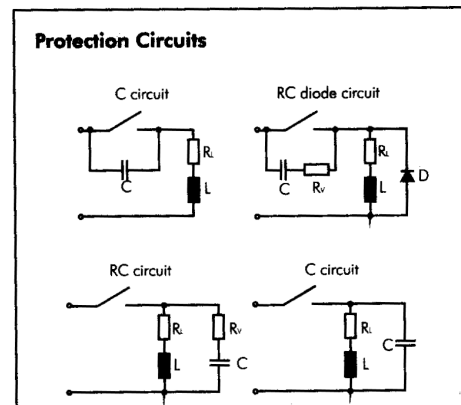 Protection Circuits
C circuit
RC diode circuit
RL
C
L
C
RV
RL
L
D
RC circuit
C circuit
RL
RV
L
C
RL
L
C